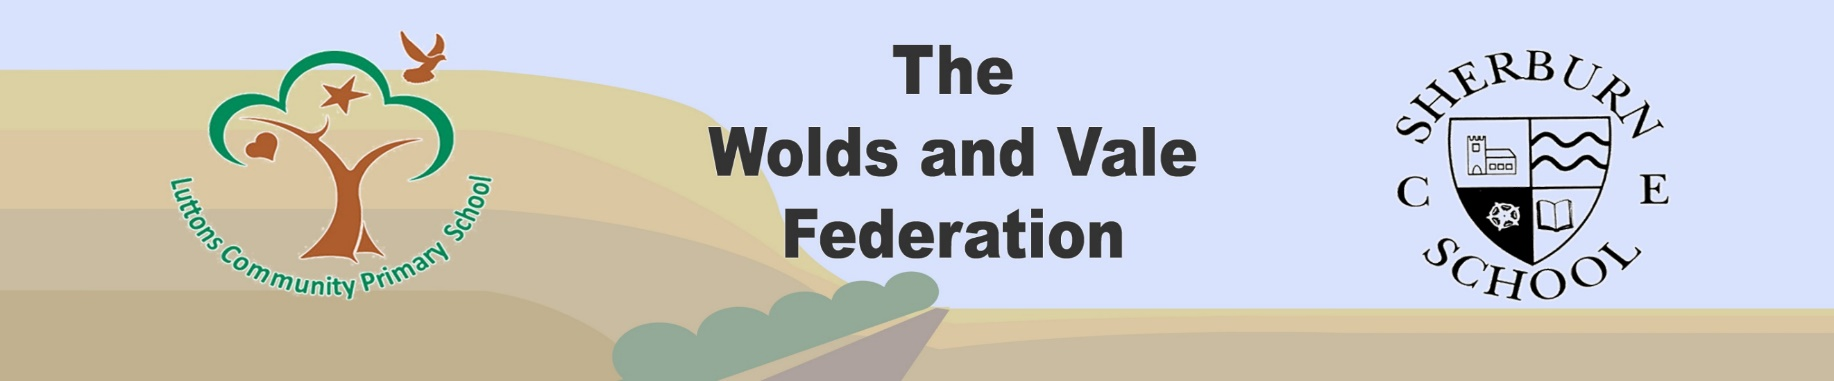 Luttons Community Primary School
The
Wolds and Vale
Federation
SHERBURN
C E
SCHOOL